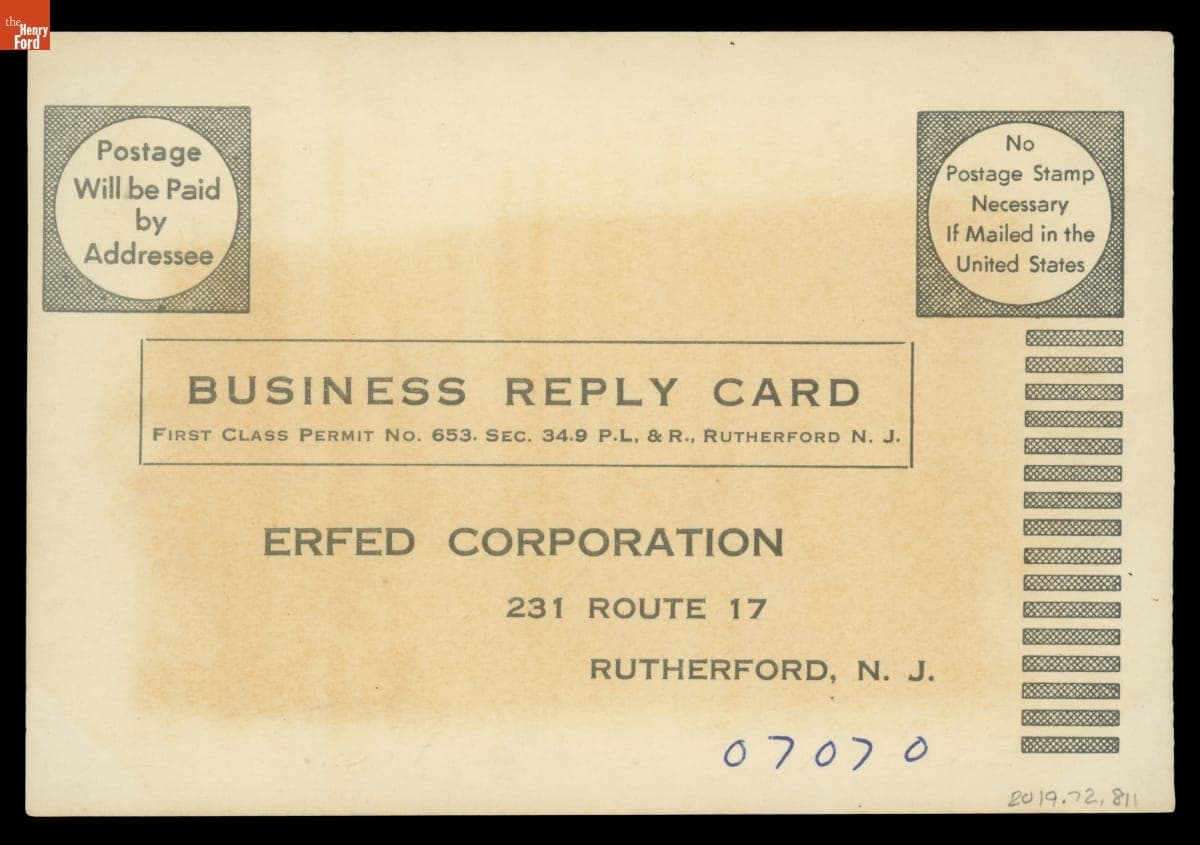 the
Henry
Ford
Postage
Will be Paid
by
Addressee
No
Postage Stamp
Necessary
If Mailed in the
United States
BUSINESS REPLY CARD
FIRST CLASS PERMIT NO. 653. SEC. 34.9 P.L. & R., RUTHERFORD N. J.
ERFED CORPORATION
231 ROUTE 17
RUTHERFORD, N. J.
07070
2019.72.811